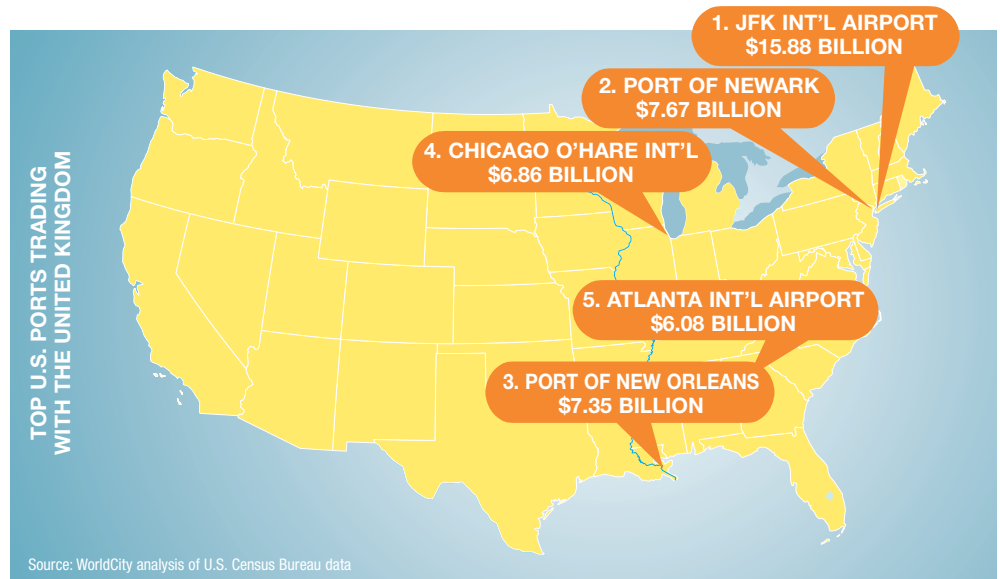 TOP U.S. PORTS TRADING
WITH THE UNITED KINGDOM
1. JFK INT'L AIRPORT
$15.88 BILLION
2. PORT OF NEWARK
$7.67 BILLION
4. CHICAGO O'HARE INT'L
$6.86 BILLION
5. ATLANTA INT'L AIRPORT
$6.08 BILLION
3. PORT OF NEW ORLEANS
$7.35 BILLION
Source: WorldCity analysis of U.S. Census Bureau data